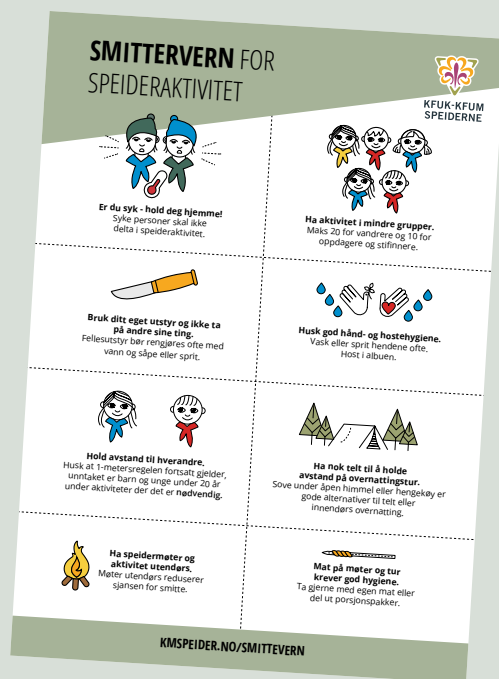 SMITTERVERN FOR
SPEIDERAKTIVITET
KFUK-KFUM
SPEIDERNE
Er du syk - hold deg hjemme!
Syke personer skal ikke
delta i speideraktivitet.
Ha aktivitet i mindre grupper.
Maks 20 for vandrere og 10 for
oppdagere og stifinnere.
Bruk ditt eget utstyr og ikke ta
på andre sine ting.
Fellesutstyr bør rengjøres ofte med
vann og såpe eller sprit.
Husk god hånd- og hostehygiene.
Vask eller sprit hendene ofte.
Host i albuen.
Hold avstand til hverandre.
Husk at 1-metersregelen fortsatt gjelder,
unntaket er barn og unge under 20 år
under aktiviteter der det er nødvendig.
Ha nok telt til å holde
avstand på overnattingstur.
Sove under åpen himmel eller hengekøy er
gode alternativer til telt eller
innendørs overnatting.
Ha speidermøter og
aktivitet utendørs.
Møter utendørs reduserer
sjansen for smitte.
Mat på møter og tur
krever god hygiene.
Ta gjerne med egen mat eller
del ut porsjonspakker.
KMSPEIDER.NO/SMITTEVERN